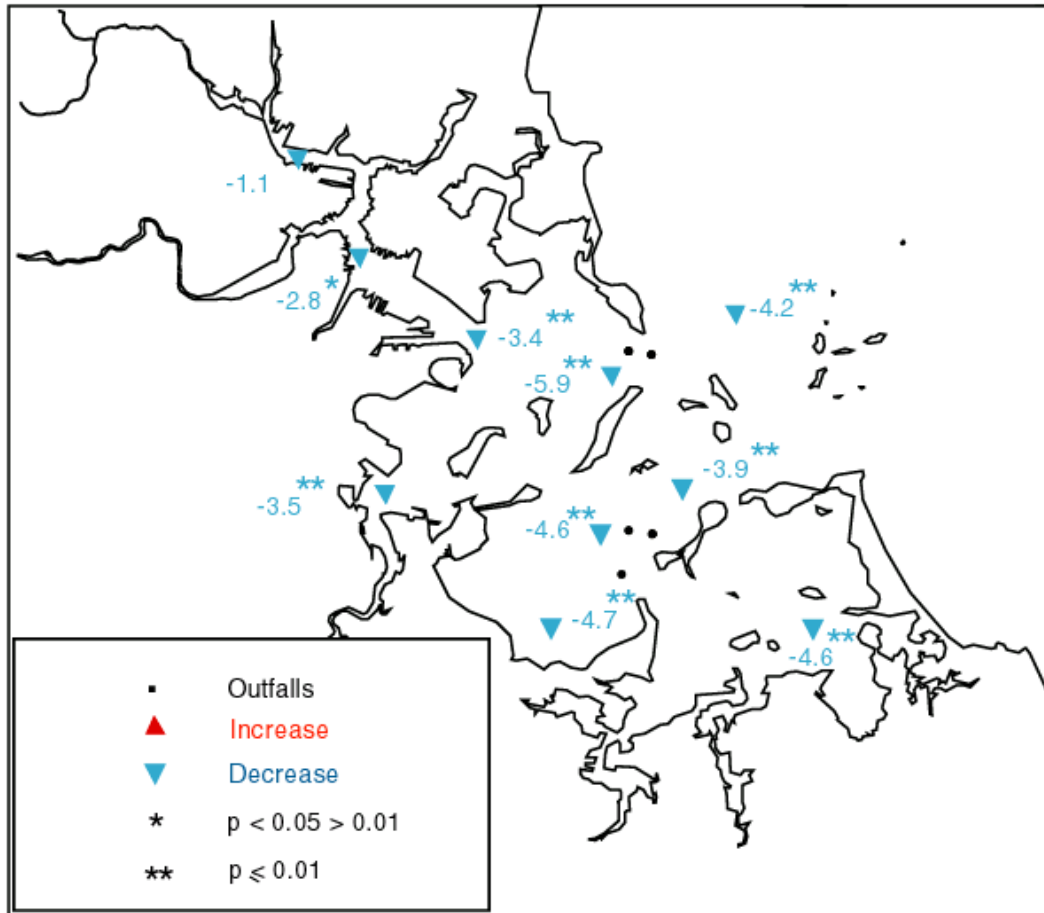 -1.1
-2.8 *
-4.2 **
-3.4 **
-5.9 **
-3.9 **
-3.5 **
-4.6 **
-4.7 **
-4.6 **
Outfalls
Increase
Decrease
* p < 0.05 > 0.01
** p ⩽ 0.01